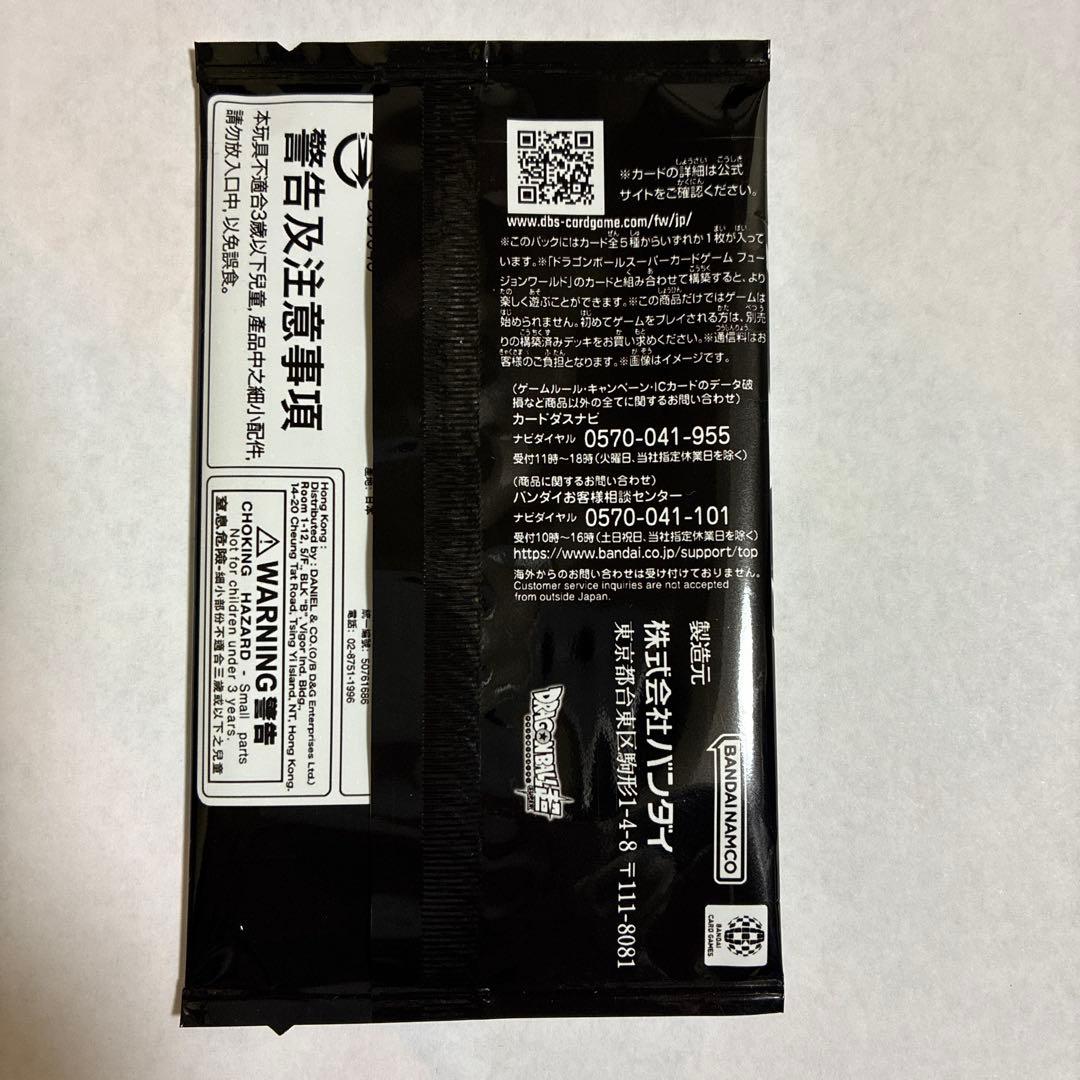 ※カードの詳細は公式
サイトをご確認ください。
www.dbs-cardgame.com/fw/jp/
※このパックにはカード全5種からいずれか1枚が入って
います。※「ドラゴンボールスーパーカードゲーム フュー
ジョンワールド」のカードと組み合わせて構築すると、より
楽しく遊ぶことができます。※この商品だけではゲームは
始められません。初めてゲームをプレイされる方は、別売
りの構築済みデッキをお買い求めください。※通信料はお
客様のご負担となります。※画像はイメージです。
(ゲームルール・キャンペーン・ICカードのデータ破
損など商品以外の全てに関するお問い合わせ)
カードダスナビ
ナビダイヤル 0570-041-955
受付11時~18時(火曜日、当社指定休業日を除く)
(商品に関するお問い合わせ)
バンダイお客様相談センター
ナビダイヤル 0570-041-101
受付10時~16時(土日祝日、当社指定休業日を除く)
https://www.bandai.co.jp/support/top
海外からのお問い合わせは受け付けておりません。
Customer service inquiries are not accepted
from outside Japan.
製造元
株式会社バンダイ
東京都台東区駒形1-4-8 〒111-8081
DRAGON BALL超
BANDAI NAMCO
BANDAI
CARD GAMES
警告及注意事項
本玩具不適合3歲以下兒童,產品中之細小配件,
請勿放入口中,以免誤食。
產地:日本
統一編號:50761686
電話:02-8751-1996
Hong Kong :
Distributed by : DANIEL & CO.(O/B D&G Enterprises Ltd.)
Room 1-12, 5/F, BLK "B", Vigor Ind. Bldg.,
14-20 Cheung Tat Road, Tsing Yi Island, NT. Hong Kong.
WARNING 警告
CHOKING HAZARD - Small parts
Not for children under 3 years.
窒息危險-細小部份不適合三歲或以下之兒童